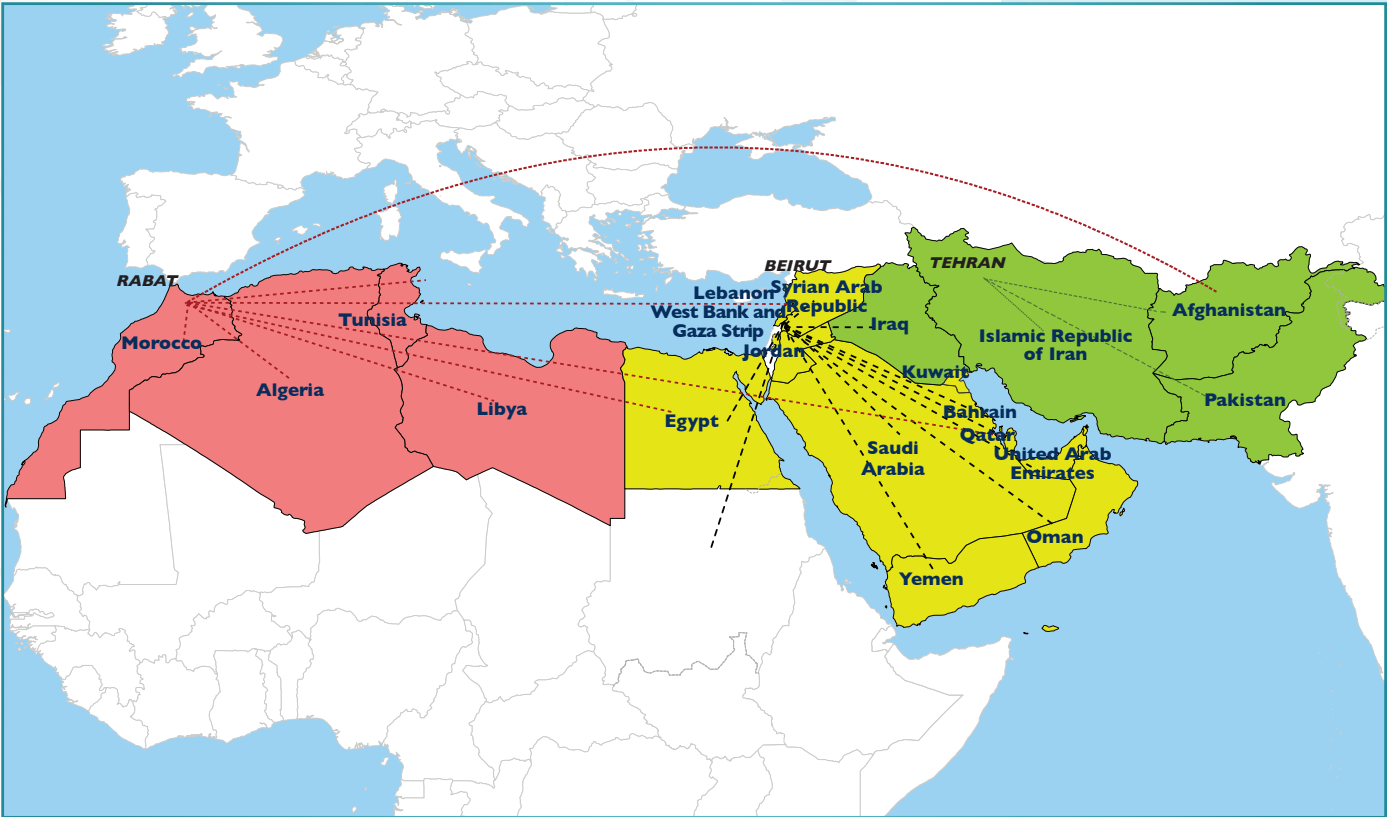 TEHRAN
BEIRUT
RABAT
Lebanon
Syrian Arab
Republic
West Bank and
Gaza Strip
Iraq
Afghanistan
Tunisia
Morocco
Islamic Republic
of Iran
Jordan
Kuwait
Algeria
Pakistan
Libya
Bahrain
Egypt
Qatar
Saudi
Arabia
United Arab
Emirates
Oman
Yemen